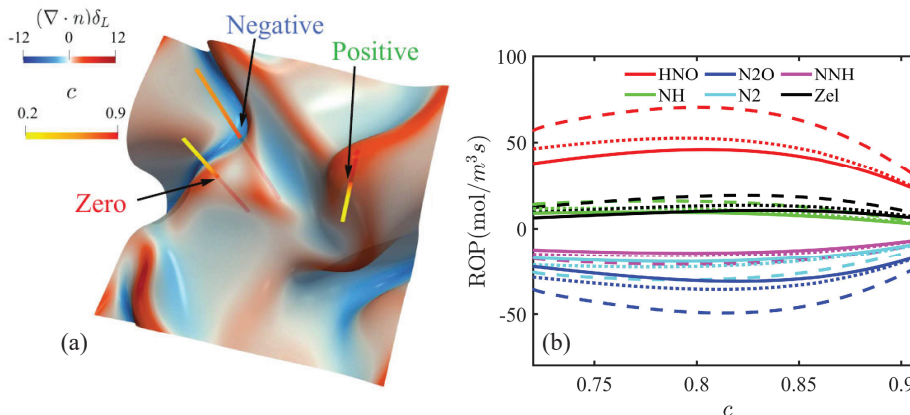 (∇ · n)δ_L
-12 0 12
c
0.2 0.9
Negative
Positive
Zero
(a)
100
50
0
-50
ROP (mol/m³s)
HNO N2O NNH
NH N2 Zel
(b)
0.75 0.8 0.85 0.9
c